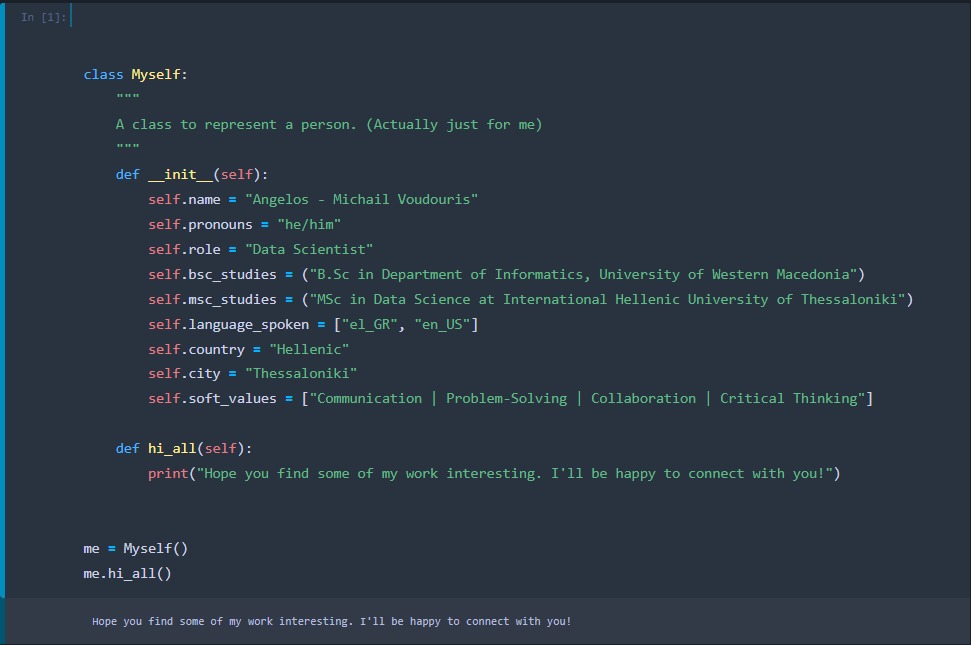 In [1]:
class Myself:
    """
    A class to represent a person. (Actually just for me)
    """
    def __init__(self):
        self.name = "Angelos - Michail Voudouris"
        self.pronouns = "he/him"
        self.role = "Data Scientist"
        self.bsc_studies = ("B.Sc in Department of Informatics, University of Western Macedonia")
        self.msc_studies = ("MSc in Data Science at International Hellenic University of Thessaloniki")
        self.language_spoken = ["el_GR", "en_US"]
        self.country = "Hellenic"
        self.city = "Thessaloniki"
        self.soft_values = ["Communication | Problem-Solving | Collaboration | Critical Thinking"]
    def hi_all(self):
        print("Hope you find some of my work interesting. I'll be happy to connect with you!")
me = Myself()
me.hi_all()
Hope you find some of my work interesting. I'll be happy to connect with you!